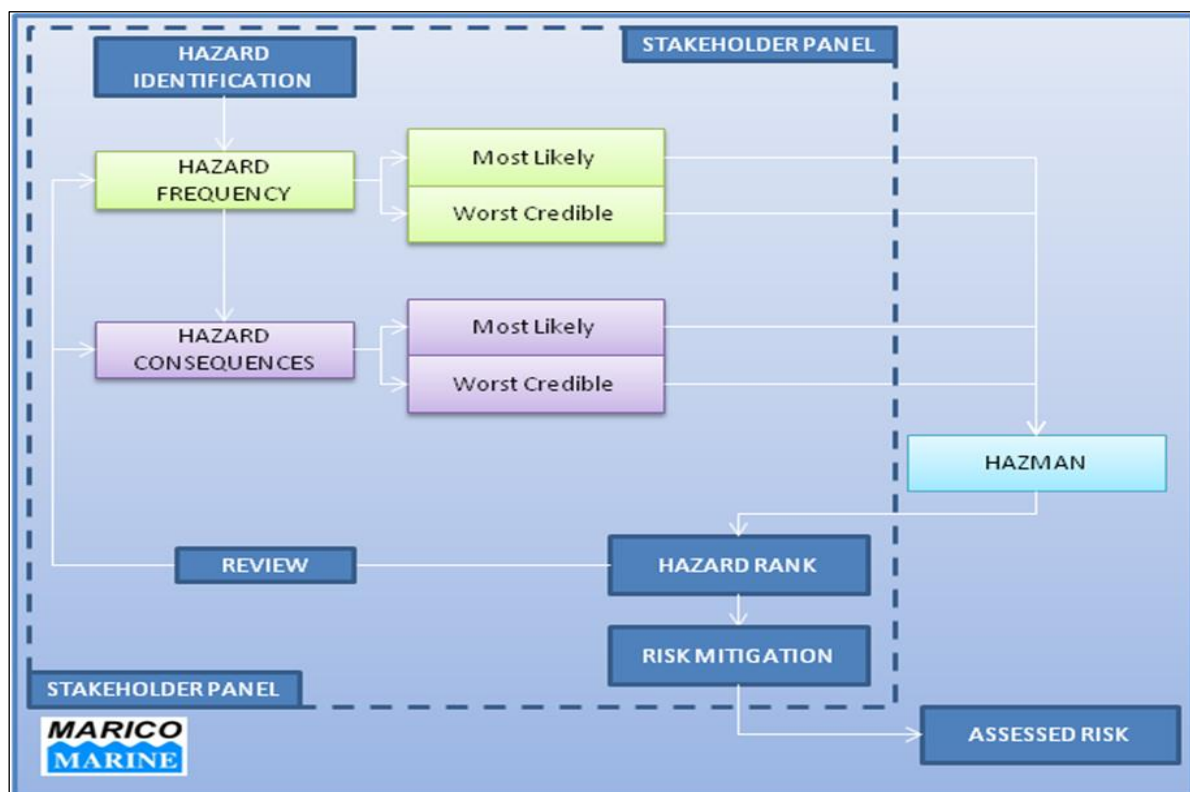 STAKEHOLDER PANEL
HAZARD
IDENTIFICATION
HAZARD
FREQUENCY
Most Likely
Worst Credible
HAZARD
CONSEQUENCES
Most Likely
Worst Credible
HAZMAN
REVIEW
HAZARD RANK
RISK MITIGATION
STAKEHOLDER PANEL
MARICO
MARINE
ASSESSED RISK